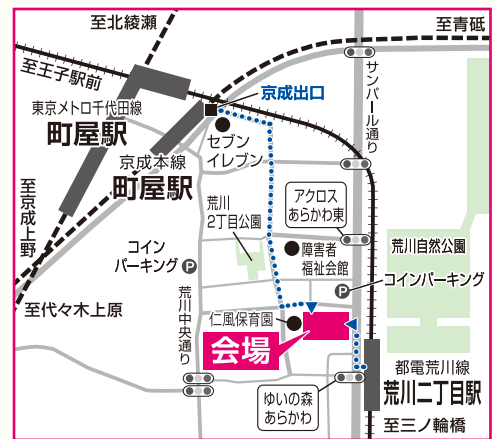 至北綾瀬
至青砥
至王子駅前
サンパール通り
京成出口
東京メトロ千代田線
町屋駅
セブン
イレブン
京成本線
町屋駅
至京成上野
荒川
2丁目公園
アクロス
あらかわ東
コイン
パーキング
P
障害者
福祉会館
荒川自然公園
P
コインパーキング
至代々木上原
荒川中央通り
仁風保育園
会場
都電荒川線
荒川二丁目駅
ゆいの森
あらかわ
至三ノ輪橋